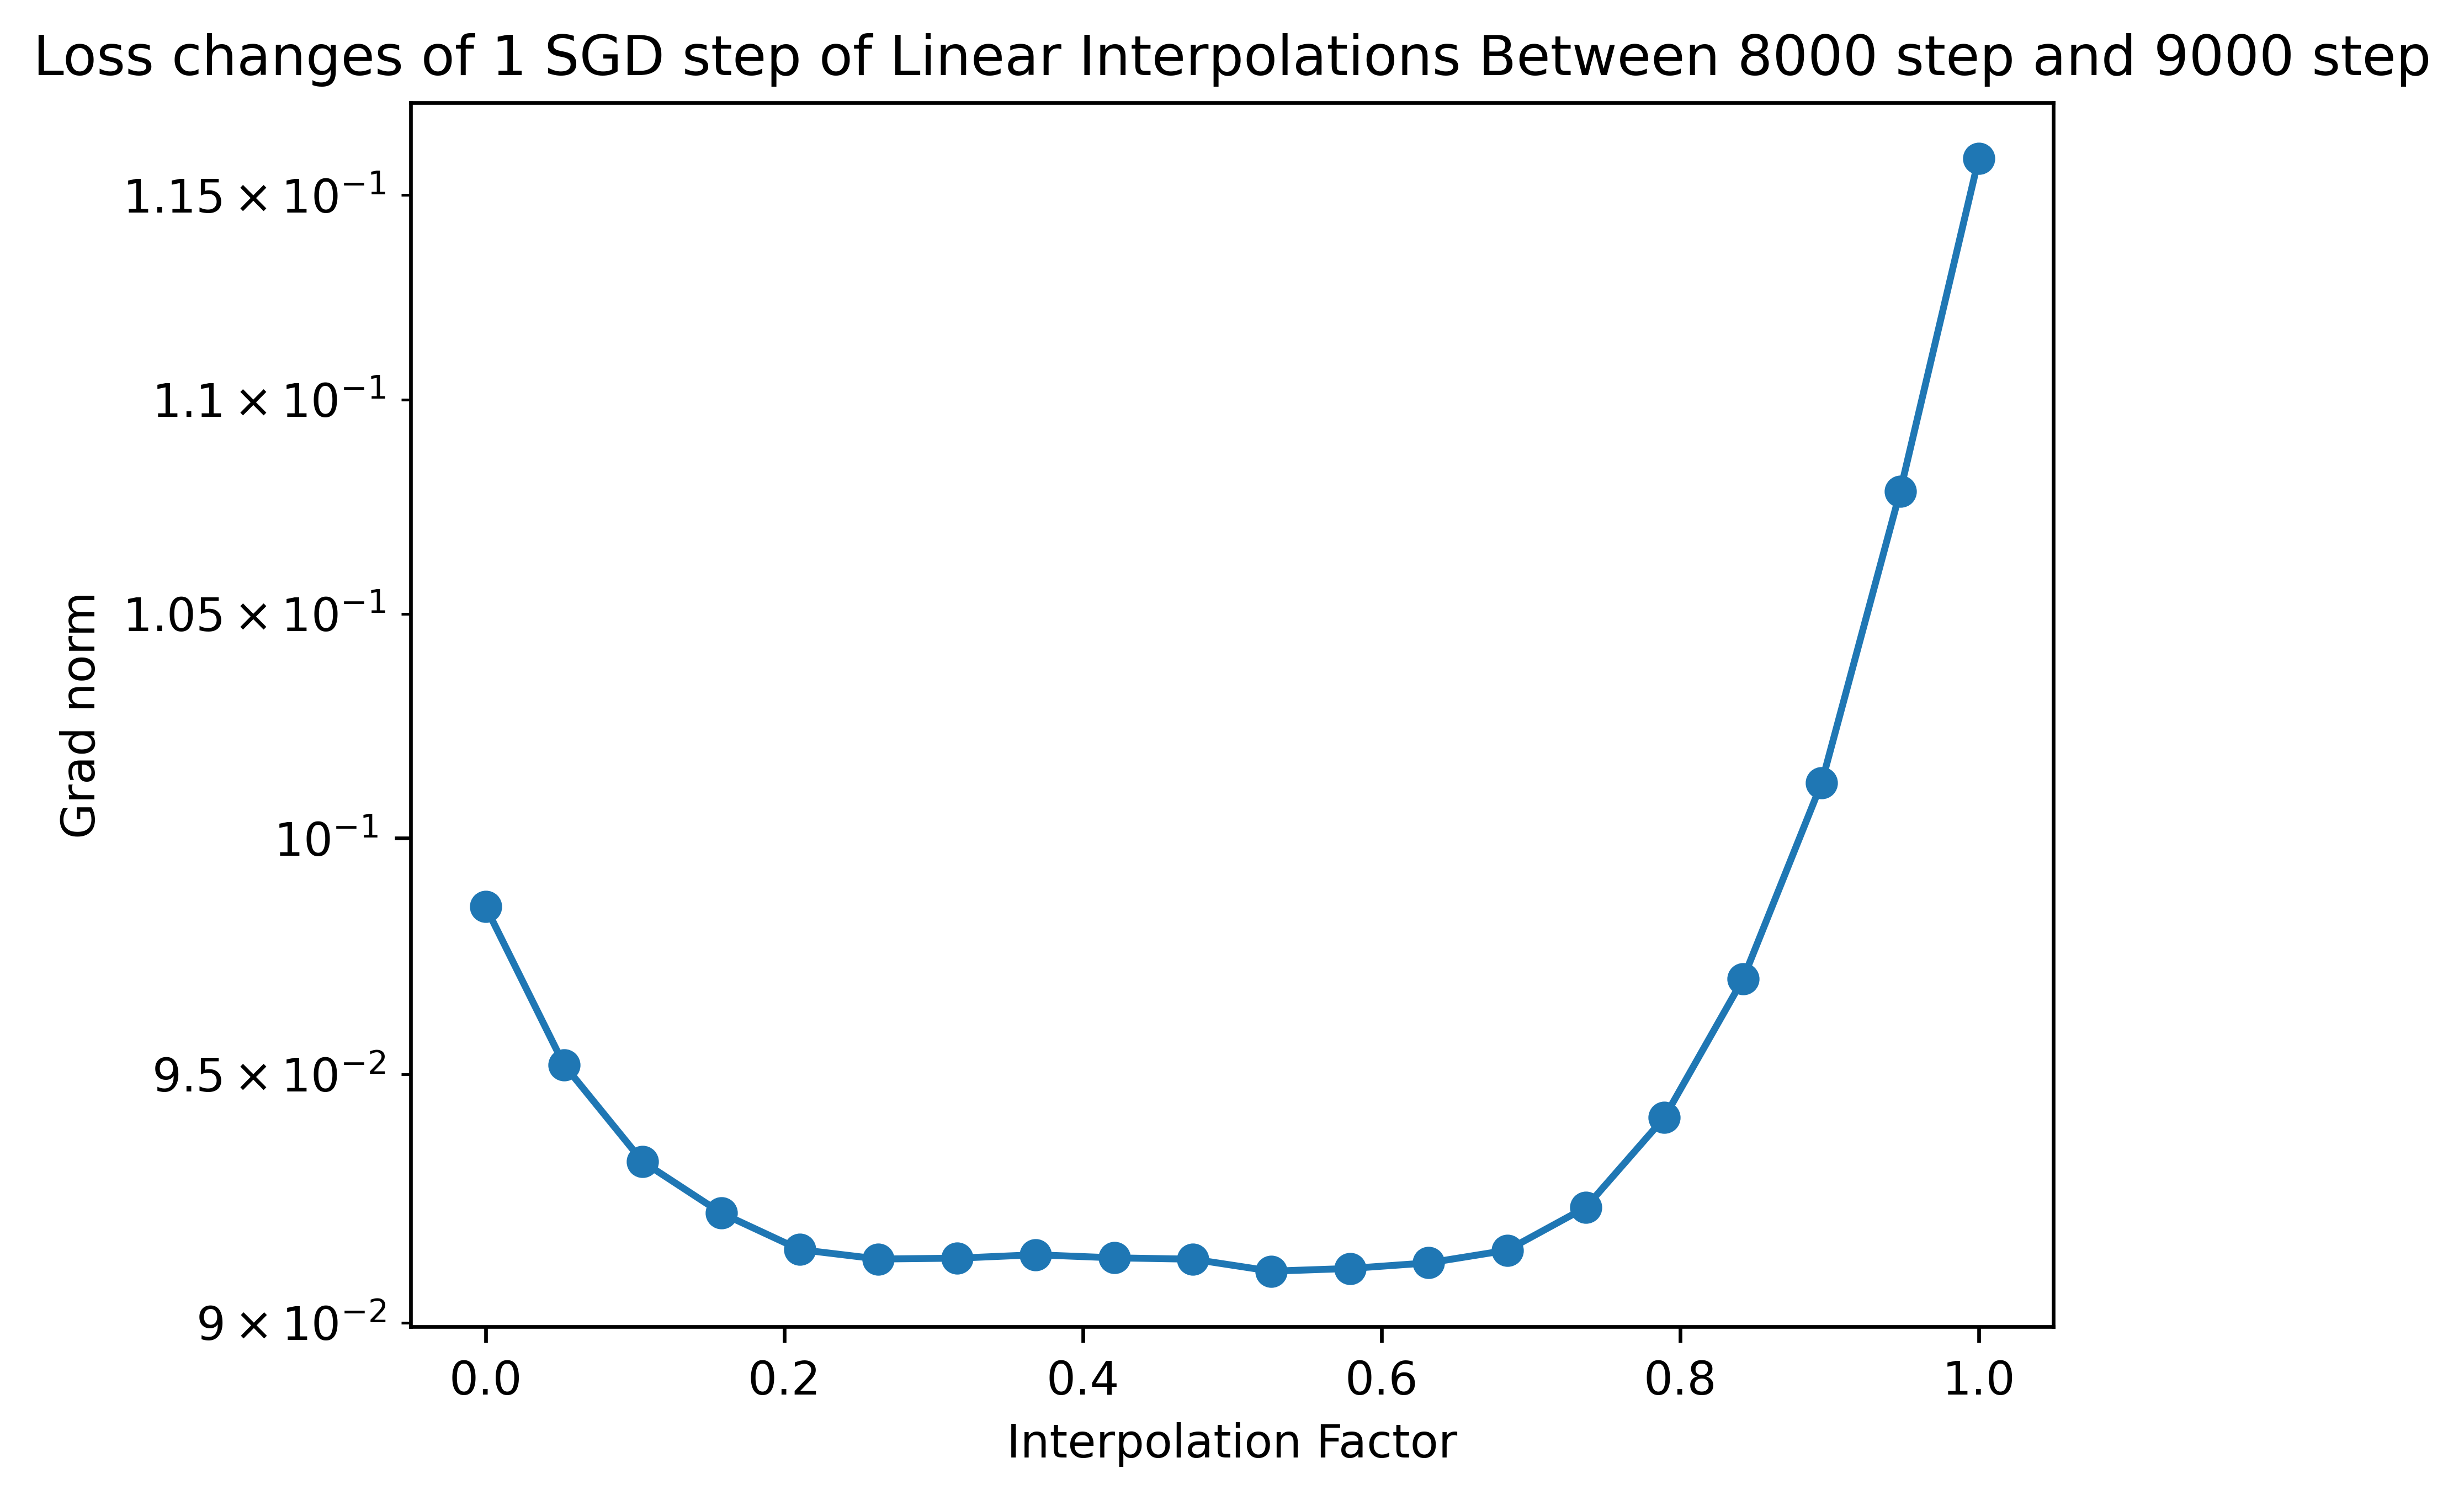 Loss changes of 1 SGD step of Linear Interpolations Between 8000 step and 9000 step
1.15 × 10⁻¹
1.1 × 10⁻¹
1.05 × 10⁻¹
10⁻¹
9.5 × 10⁻²
9 × 10⁻²
Grad norm
0.0 0.2 0.4 0.6 0.8 1.0
Interpolation Factor